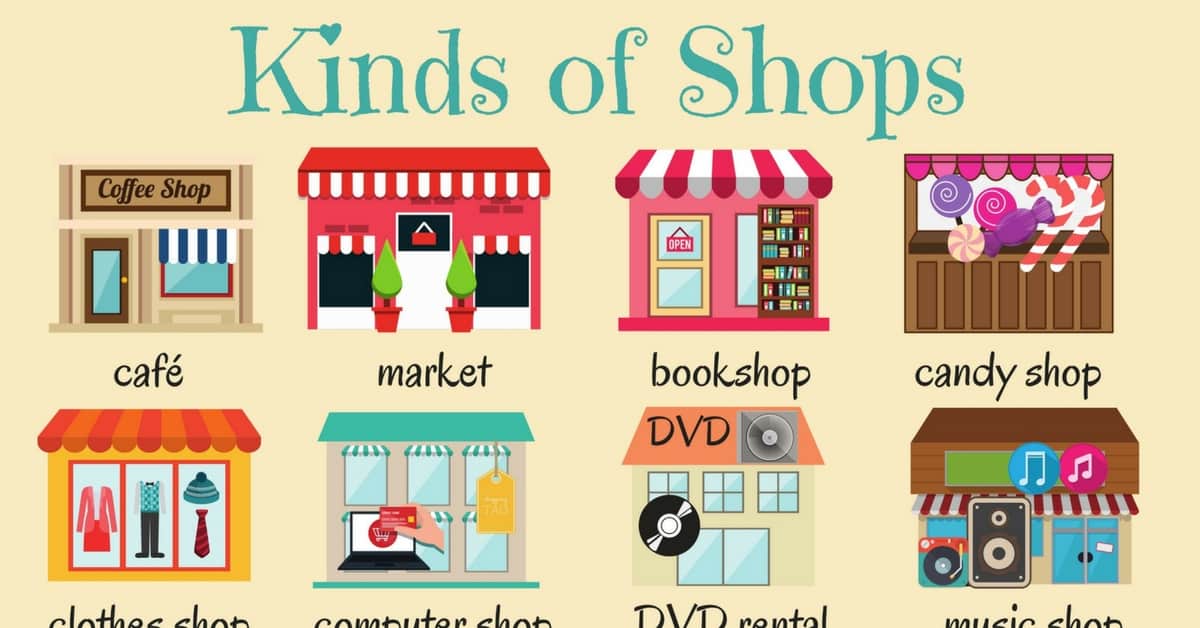 Kinds of Shops
Coffee Shop
OPEN
café
market
bookshop
candy shop
DVD
clothes shop
computer shop
DVD rental
music shop